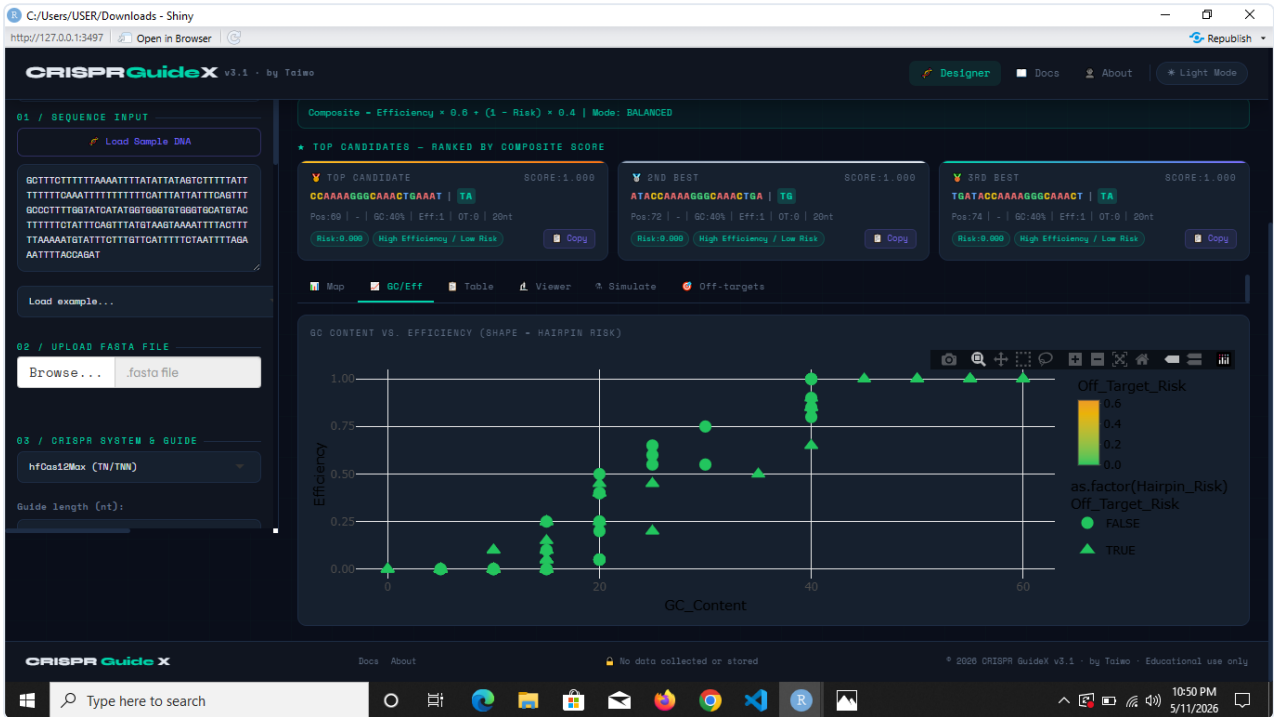 C:/Users/USER/Downloads - Shiny
http://127.0.0.1:3497 Open in Browser Republish
CRISPRGuideX v3.1 · by Taiwo
Designer Docs About Light Mode
01 / SEQUENCE INPUT
Load Sample DNA
GCTTTCTTTTTTAAAATTTTATATTATAGTCTTTTTATT
TTTTTTCAAATTTTTTTTTTTCATTTATTATTTCAGTTT
GCCCTTTTGGTATCATATGGTGGGTGTGGGTGCATGTAC
TTTTTTCTATTTCAGTTTATGTAAGTAAAATTTTACTTT
TTAAAAATGTATTTCTTTGTTCATTTTTCTAATTTTAGA
AATTTTACCAGAT
Load example...
02 / UPLOAD FASTA FILE
Browse... .fasta file
03 / CRISPR SYSTEM & GUIDE
hfCas12Max (TN/TNN)
Guide length (nt):
Composite = Efficiency × 0.6 + (1 - Risk) × 0.4 | Mode: BALANCED
★ TOP CANDIDATES — RANKED BY COMPOSITE SCORE
TOP CANDIDATE SCORE:1.000
CCAAAAGGGCAAACTGAAAT | TA
Pos:69 | - | GC:40% | Eff:1 | OT:0 | 20nt
Risk:0.000 High Efficiency / Low Risk Copy
2ND BEST SCORE:1.000
ATACCAAAAGGGCAAACTGA | TG
Pos:72 | - | GC:40% | Eff:1 | OT:0 | 20nt
Risk:0.000 High Efficiency / Low Risk Copy
3RD BEST SCORE:1.000
TGATACCAAAAGGGCAAACT | TA
Pos:74 | - | GC:40% | Eff:1 | OT:0 | 20nt
Risk:0.000 High Efficiency / Low Risk Copy
Map GC/Eff Table Viewer Simulate Off-targets
GC CONTENT VS. EFFICIENCY (SHAPE = HAIRPIN RISK)
1.00
0.75
0.50
0.25
0.00
Efficiency
0 20 40 60
GC_Content
Off_Target_Risk
0.6
0.4
0.2
0.0
as.factor(Hairpin_Risk)
Off_Target_Risk
FALSE
TRUE
CRISPR Guide X Docs About No data collected or stored © 2026 CRISPR GuideX v3.1 · by Taiwo · Educational use only
Type here to search
10:50 PM
5/11/2026